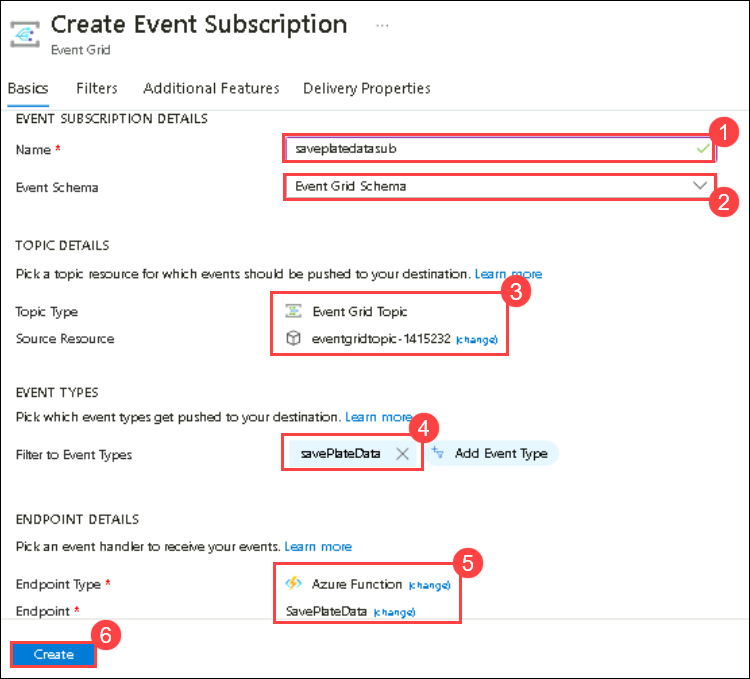 Create Event Subscription ...
Event Grid
Basics Filters Additional Features Delivery Properties
EVENT SUBSCRIPTION DETAILS
1
Name * saveplatedatasub
Event Schema Event Grid Schema
2
TOPIC DETAILS
Pick a topic resource for which events should be pushed to your destination. Learn more
3
Topic Type Event Grid Topic
Source Resource eventgridtopic-1415232 (change)
EVENT TYPES
Pick which event types get pushed to your destination. Learn more
4
Filter to Event Types savePlateData Add Event Type
ENDPOINT DETAILS
Pick an event handler to receive your events. Learn more
5
Endpoint Type * Azure Function (change)
Endpoint * SavePlateData (change)
6
Create